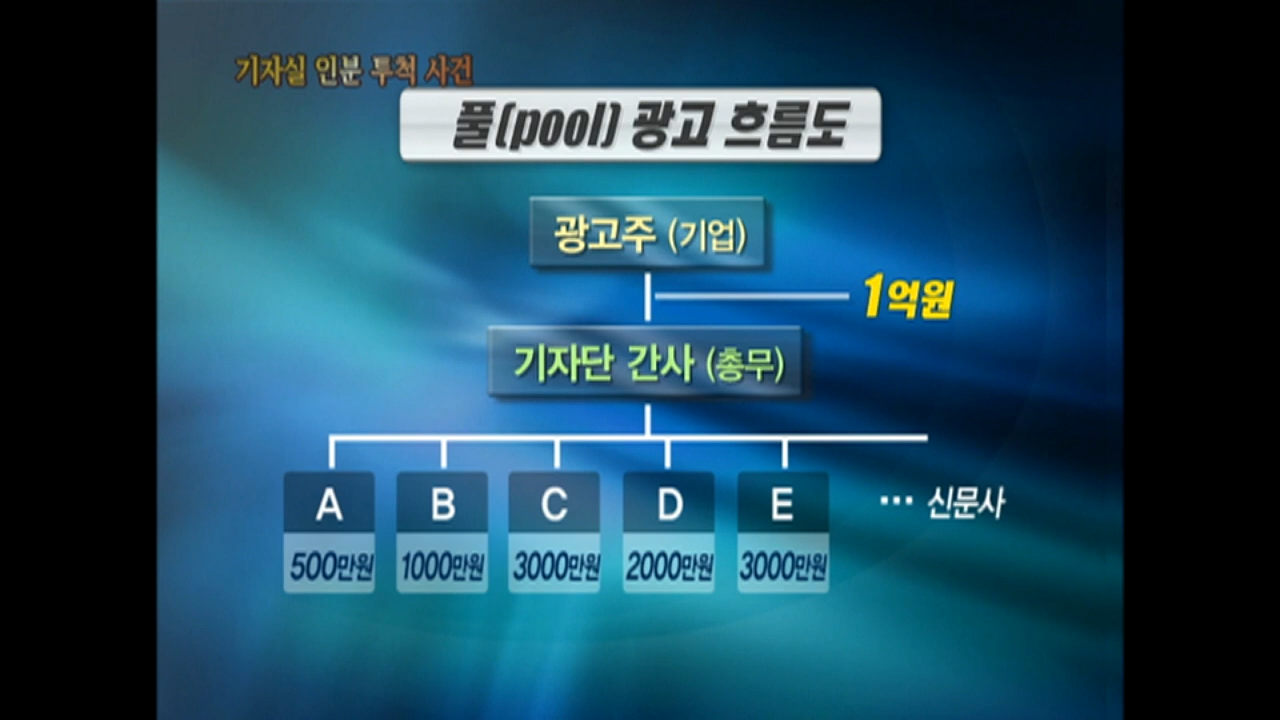 기자실 인분 투척 사건
풀(pool) 광고 흐름도
광고주 (기업)
1억원
기자단 간사 (총무)
A B C D E ··· 신문사
500만원 1000만원 3000만원 2000만원 3000만원